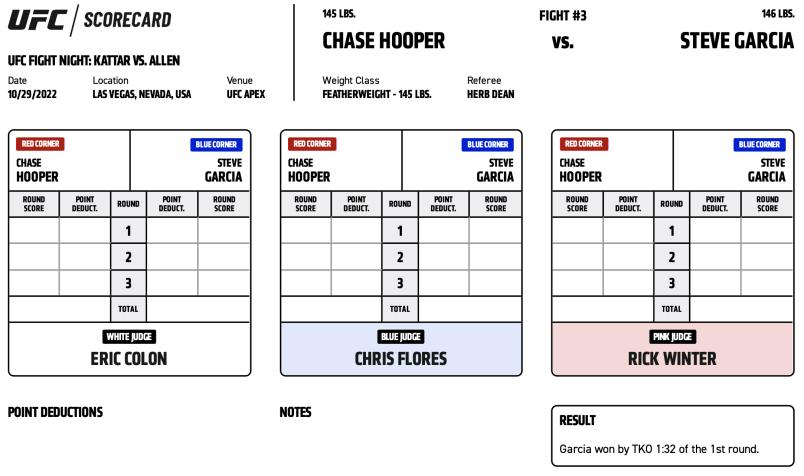 UFC SCORECARD
UFC FIGHT NIGHT: KATTAR VS. ALLEN
Date Location Venue
10/29/2022 LAS VEGAS, NEVADA, USA UFC APEX
145 LBS. FIGHT #3 146 LBS.
CHASE HOOPER vs. STEVE GARCIA
Weight Class Referee
FEATHERWEIGHT - 145 LBS. HERB DEAN
RED CORNER BLUE CORNER
CHASE STEVE
HOOPER GARCIA
ROUND POINT ROUND POINT ROUND
SCORE DEDUCT. DEDUCT. SCORE
1
2
3
TOTAL
WHITE JUDGE
ERIC COLON
RED CORNER BLUE CORNER
CHASE STEVE
HOOPER GARCIA
ROUND POINT ROUND POINT ROUND
SCORE DEDUCT. DEDUCT. SCORE
1
2
3
TOTAL
BLUE JUDGE
CHRIS FLORES
RED CORNER BLUE CORNER
CHASE STEVE
HOOPER GARCIA
ROUND POINT ROUND POINT ROUND
SCORE DEDUCT. DEDUCT. SCORE
1
2
3
TOTAL
PINK JUDGE
RICK WINTER
POINT DEDUCTIONS
NOTES
RESULT
Garcia won by TKO 1:32 of the 1st round.